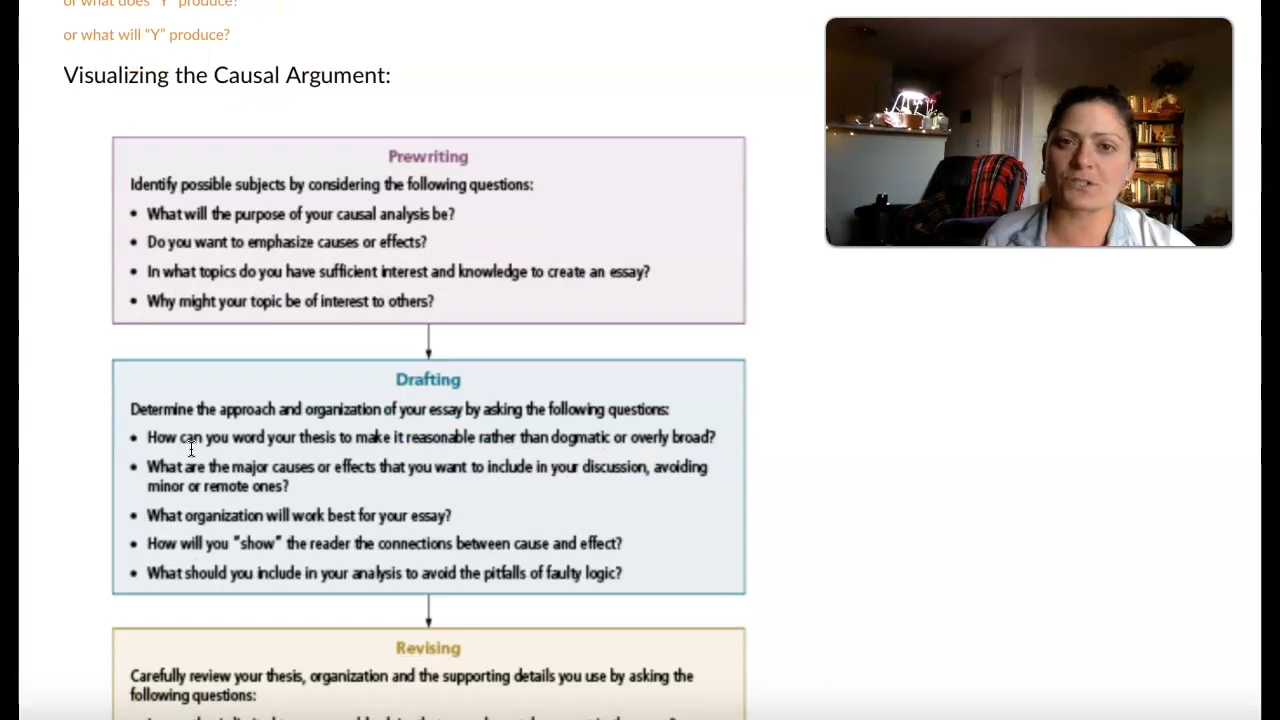 or what does "Y" produce?
or what will “Y” produce?
Visualizing the Causal Argument:
Prewriting
Identify possible subjects by considering the following questions:
• What will the purpose of your causal analysis be?
• Do you want to emphasize causes or effects?
• In what topics do you have sufficient interest and knowledge to create an essay?
• Why might your topic be of interest to others?
Drafting
Determine the approach and organization of your essay by asking the following questions:
• How can you word your thesis to make it reasonable rather than dogmatic or overly broad?
• What are the major causes or effects that you want to include in your discussion, avoiding
minor or remote ones?
• What organization will work best for your essay?
• How will you "show" the reader the connections between cause and effect?
• What should you include in your analysis to avoid the pitfalls of faulty logic?
Revising
Carefully review your thesis, organization and the supporting details you use by asking the
following questions: